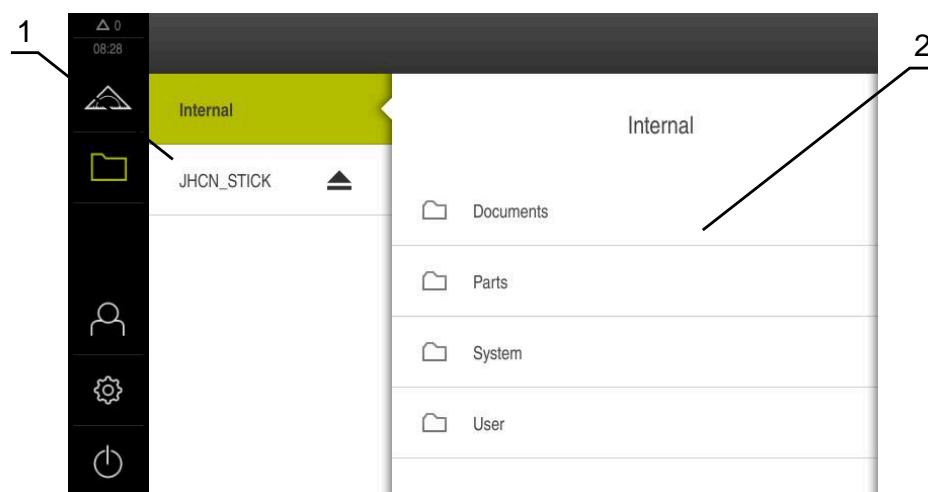 1
0
08:28
2
Internal
Internal
JHCN_STICK
Documents
Parts
System
User